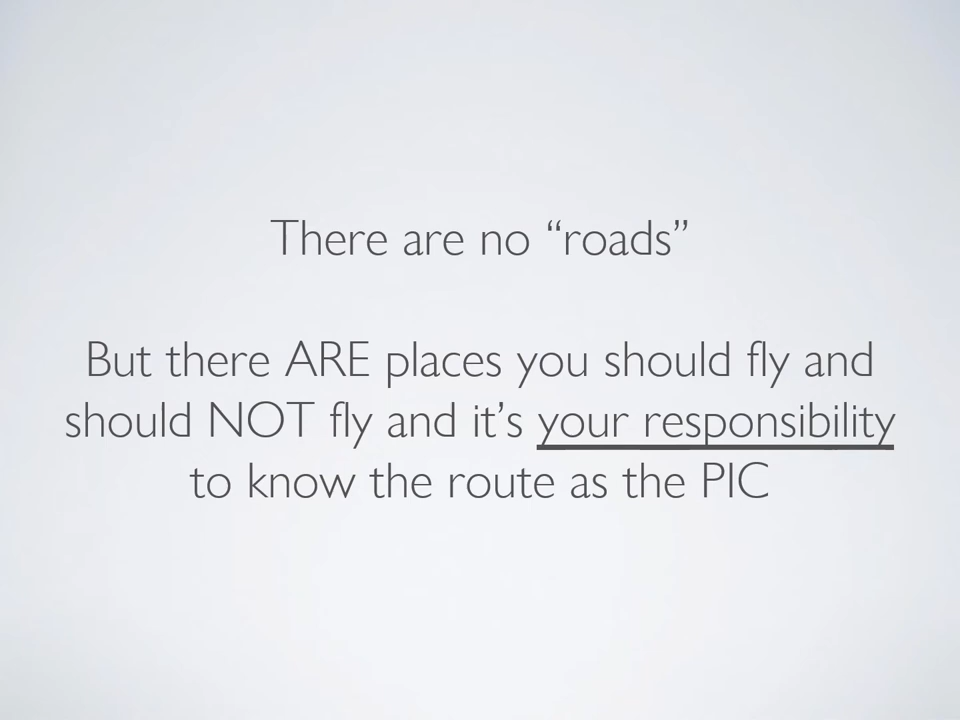 There are no “roads”
But there ARE places you should fly and
should NOT fly and it’s your responsibility
to know the route as the PIC